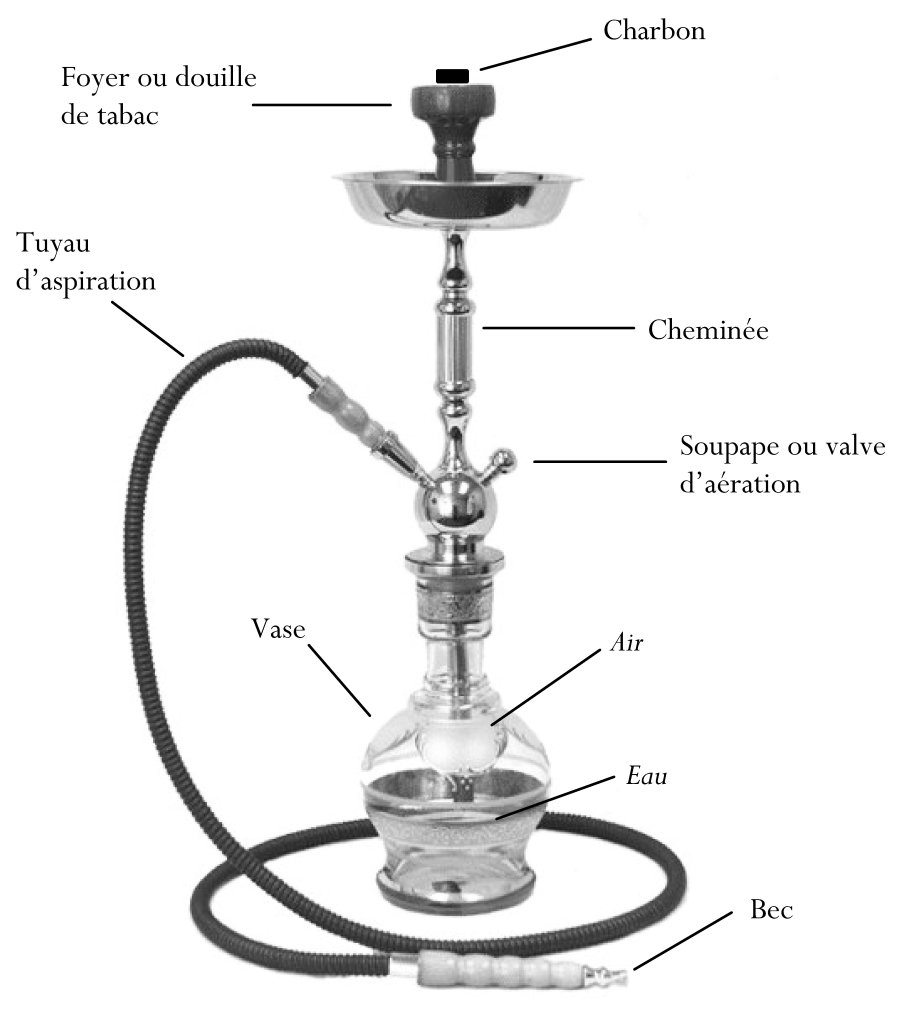 Charbon
Foyer ou douille
de tabac
Tuyau
d’aspiration
Cheminée
Soupape ou valve
d’aération
Vase
Air
Eau
Bec